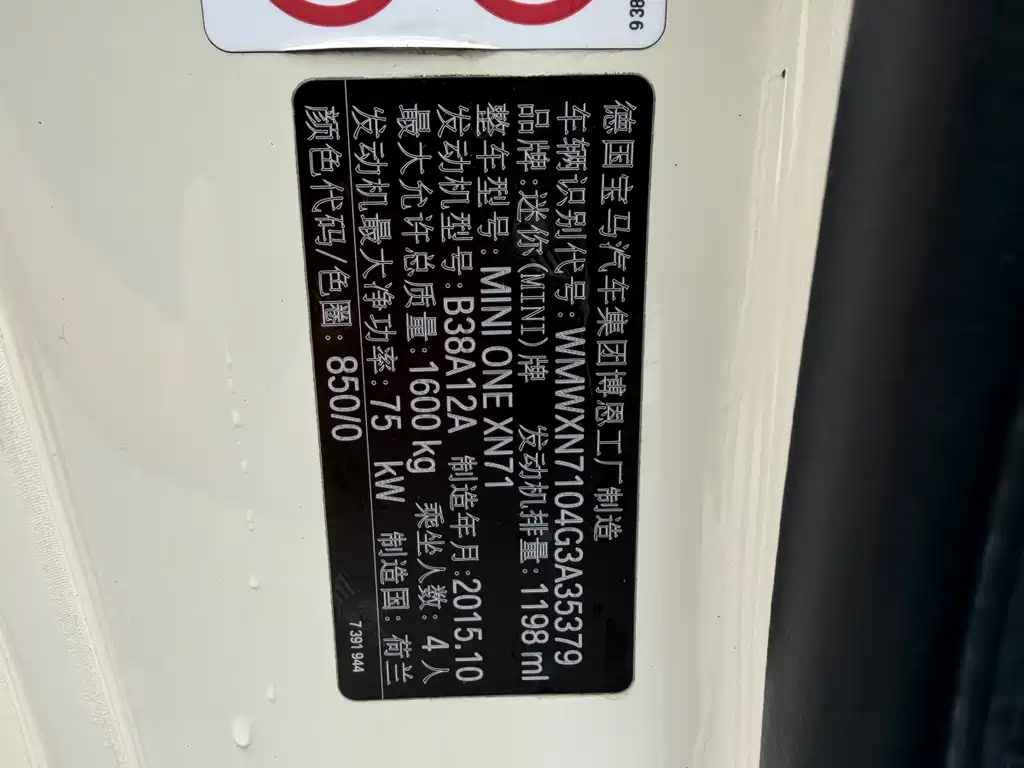 9 386
德国宝马汽车集团博恩工厂 制造
车辆识别代号: WMWXN7104G3A35379
品牌:迷你(MINI)牌 发动机排量: 1198 ml
整车型号: MINI ONE XN71
发动机型号: B38A12A 制造年月:2015.10
最大允许总质量: 1600 kg 乘坐人数: 4 人
发动机最大净功率: 75 kW 制造国: 荷兰
颜色代码/色圈: 850/0
7 391 944